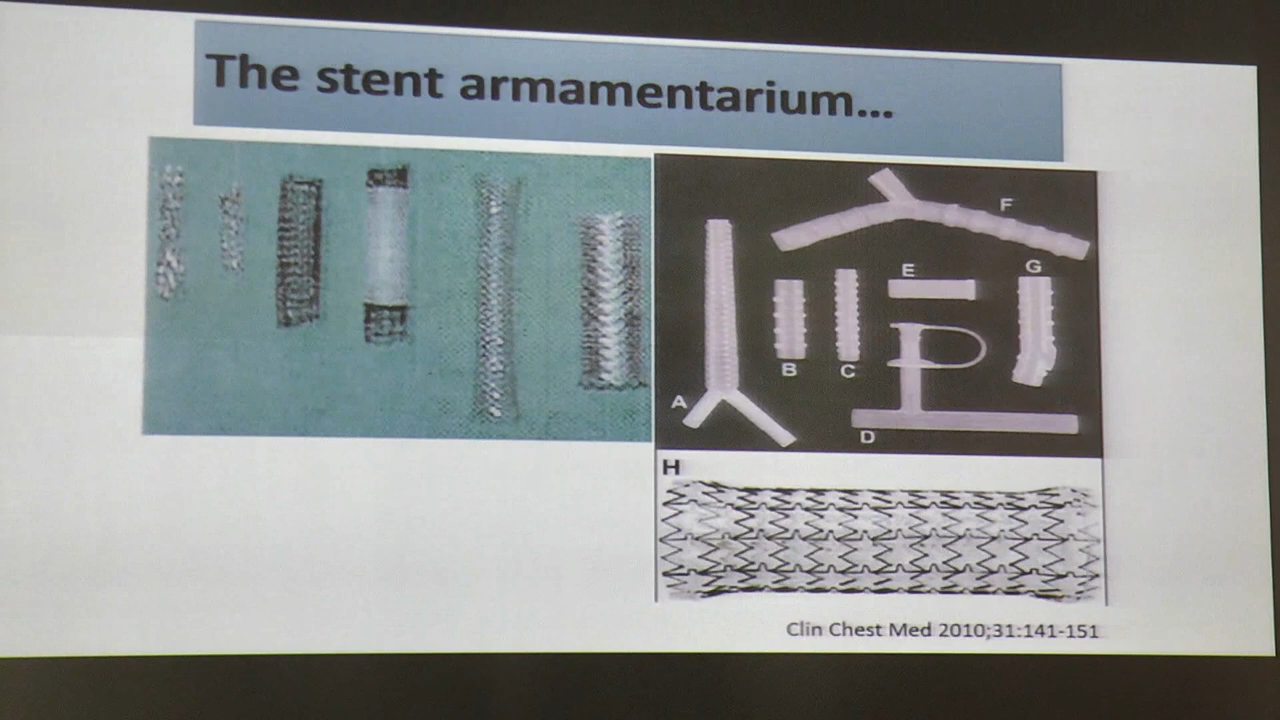 The stent armamentarium...
F
G
E
B
C
A
D
H
Clin Chest Med 2010;31:141-151